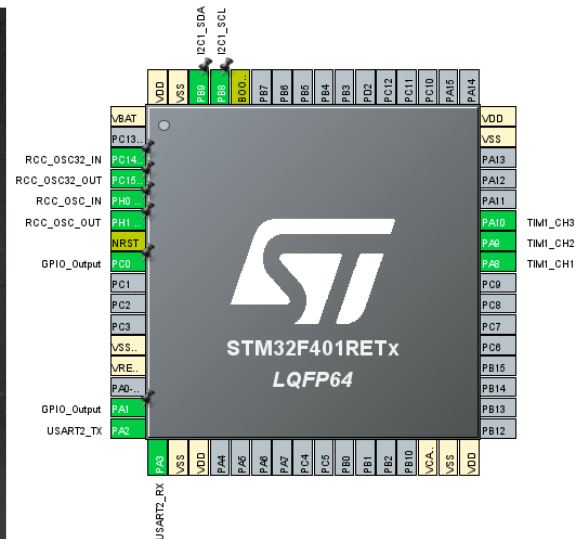 I2C1_SDA
I2C1_SCL
VDD
VSS
PB9
PB8
BOO..
PB7
PB6
PB5
PB4
PB3
PD2
PC12
PC11
PC10
PA15
PA14
VBAT
PC13..
RCC_OSC32_IN PC14..
RCC_OSC32_OUT PC15..
RCC_OSC_IN PH0 ..
RCC_OSC_OUT PH1 ..
NRST
GPIO_Output PC0
PC1
PC2
PC3
VSS..
VRE..
PA0-..
GPIO_Output PA1
USART2_TX PA2
VDD
VSS
PA13
PA12
PA11
PA10 TIM1_CH3
PA9 TIM1_CH2
PA8 TIM1_CH1
PC9
PC8
PC7
PC6
PB15
PB14
PB13
PB12
STM32F401RETx
LQFP64
PA3
VSS
VDD
PA4
PA5
PA6
PA7
PC4
PC5
PB0
PB1
PB2
PB10
VCA..
VSS
VDD
USART2_RX